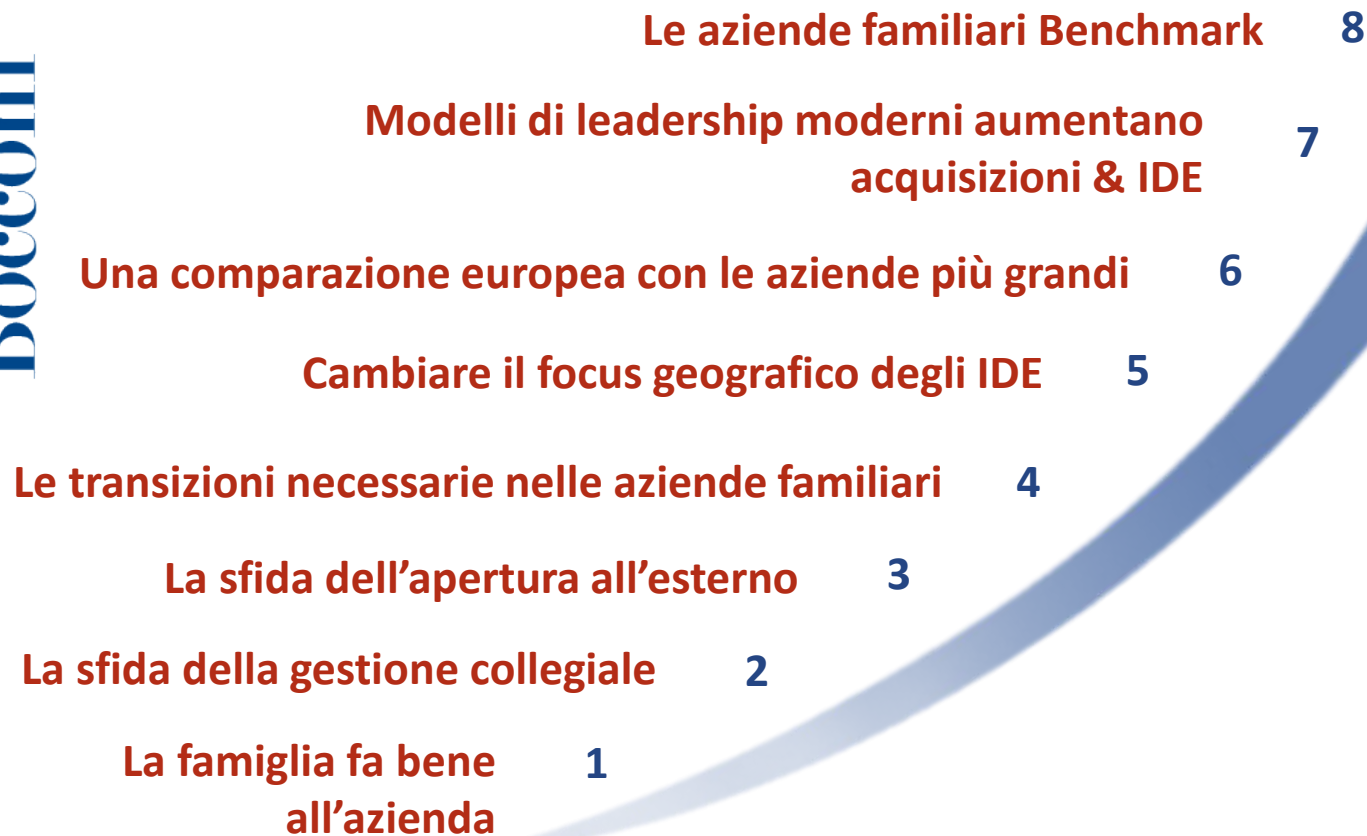 Le aziende familiari Benchmark 8
Modelli di leadership moderni aumentano
acquisizioni & IDE 7
Una comparazione europea con le aziende più grandi 6
Cambiare il focus geografico degli IDE 5
Le transizioni necessarie nelle aziende familiari 4
La sfida dell’apertura all’esterno 3
La sfida della gestione collegiale 2
La famiglia fa bene 1
all’azienda
Bocconi